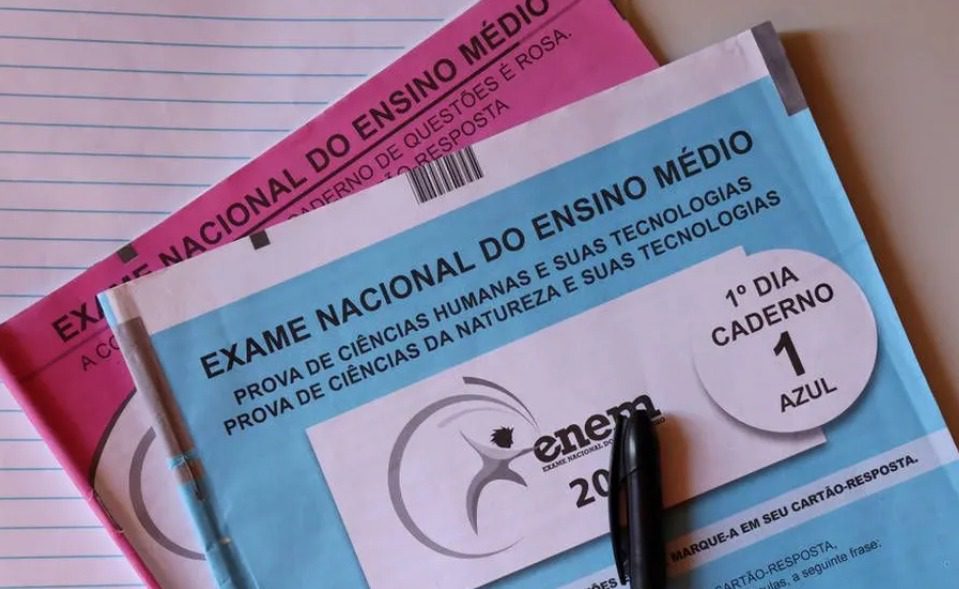 EXAME NACIONAL DO ENSINO MÉDIO
CADERNO DE QUESTÕES É ROSA.
RESPOSTA
EXAME NACIONAL DO ENSINO MÉDIO
PROVA DE CIÊNCIAS HUMANAS E SUAS TECNOLOGIAS
PROVA DE CIÊNCIAS DA NATUREZA E SUAS TECNOLOGIAS
1º DIA
CADERNO
1
AZUL
enem
EXAME NACIONAL DO
20
MARQUE-A EM SEU CARTÃO-RESPOSTA.
CARTÃO-RESPOSTA,
a seguinte frase: